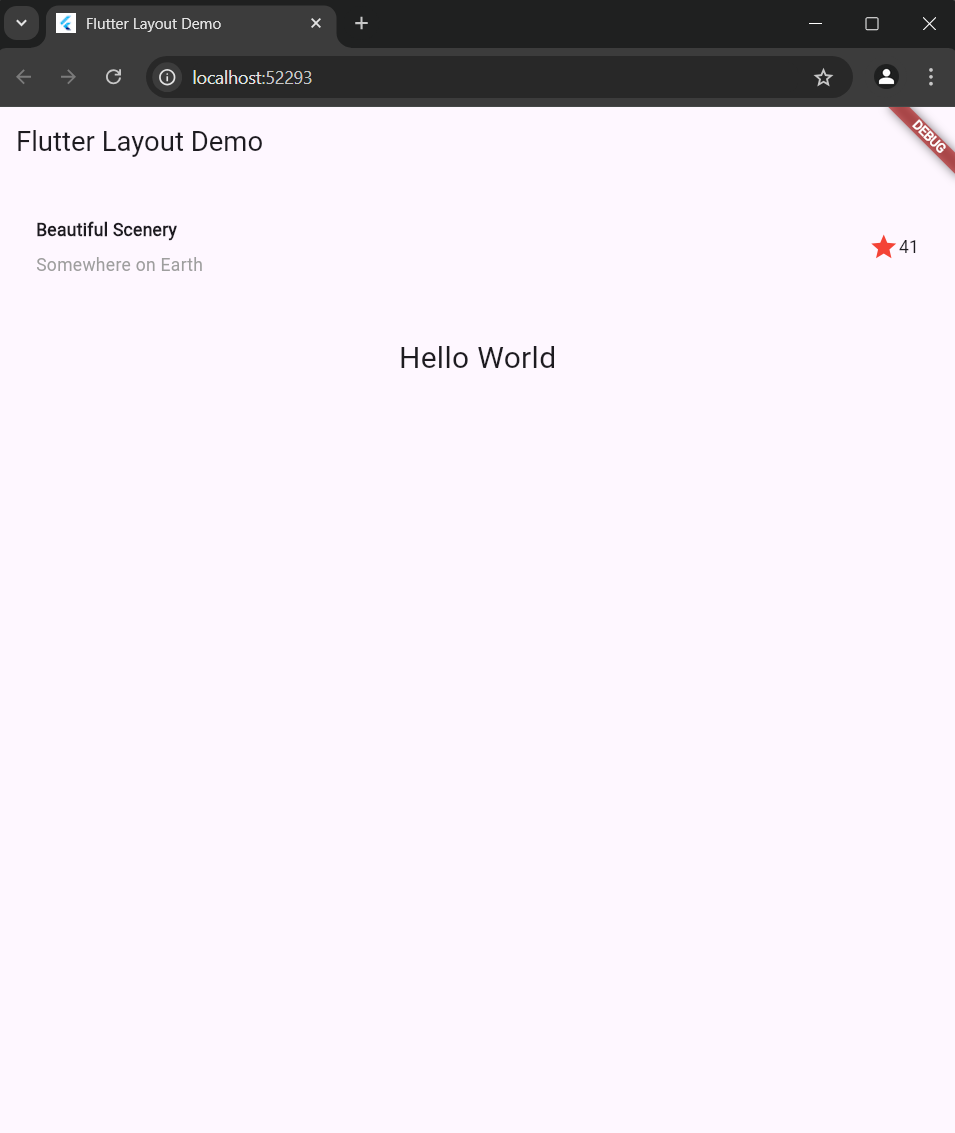 Flutter Layout Demo
localhost:52293
Flutter Layout Demo
DEBUG
Beautiful Scenery
Somewhere on Earth
41
Hello World